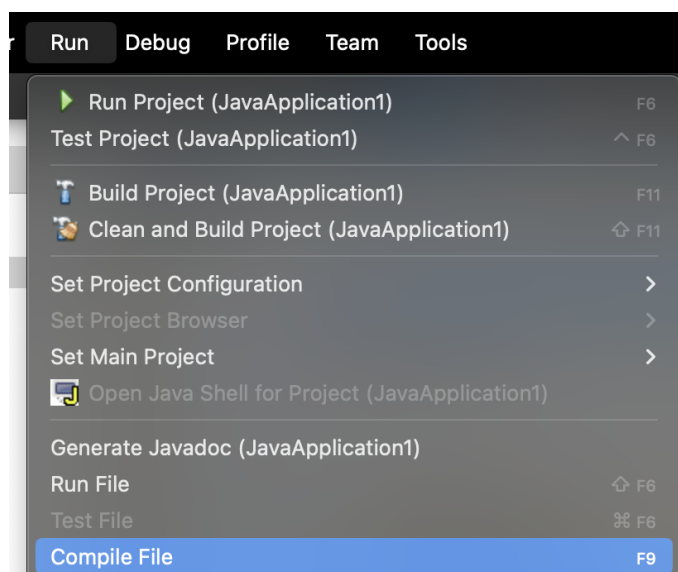 r Run Debug Profile Team Tools
Run Project (JavaApplication1) F6
Test Project (JavaApplication1) ^ F6
Build Project (JavaApplication1) F11
Clean and Build Project (JavaApplication1) ⇧ F11
Set Project Configuration >
Set Project Browser >
Set Main Project >
Open Java Shell for Project (JavaApplication1)
Generate Javadoc (JavaApplication1)
Run File ⇧ F6
Test File ⌘ F6
Compile File F9